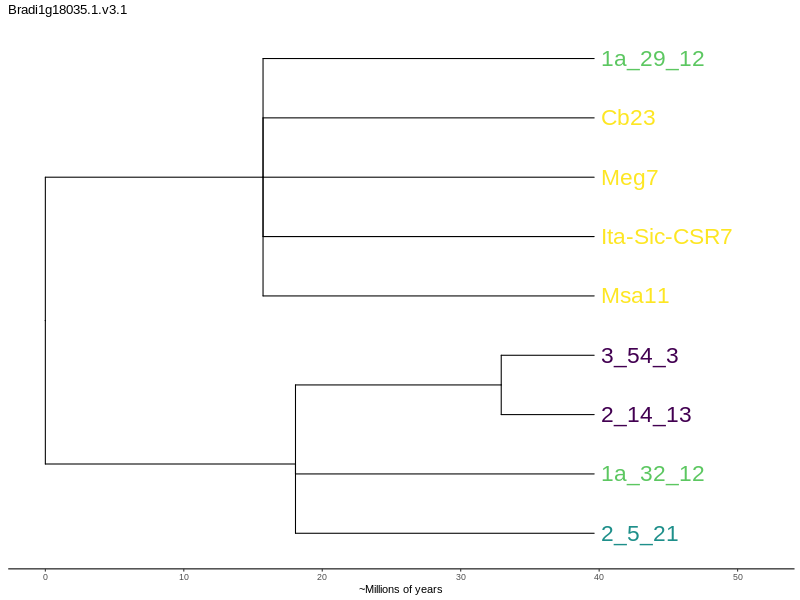 Bradi1g18035.1.v3.1
1a_29_12
Cb23
Meg7
Ita-Sic-CSR7
Msa11
3_54_3
2_14_13
1a_32_12
2_5_21
0 10 20 30 40 50
~Millions of years